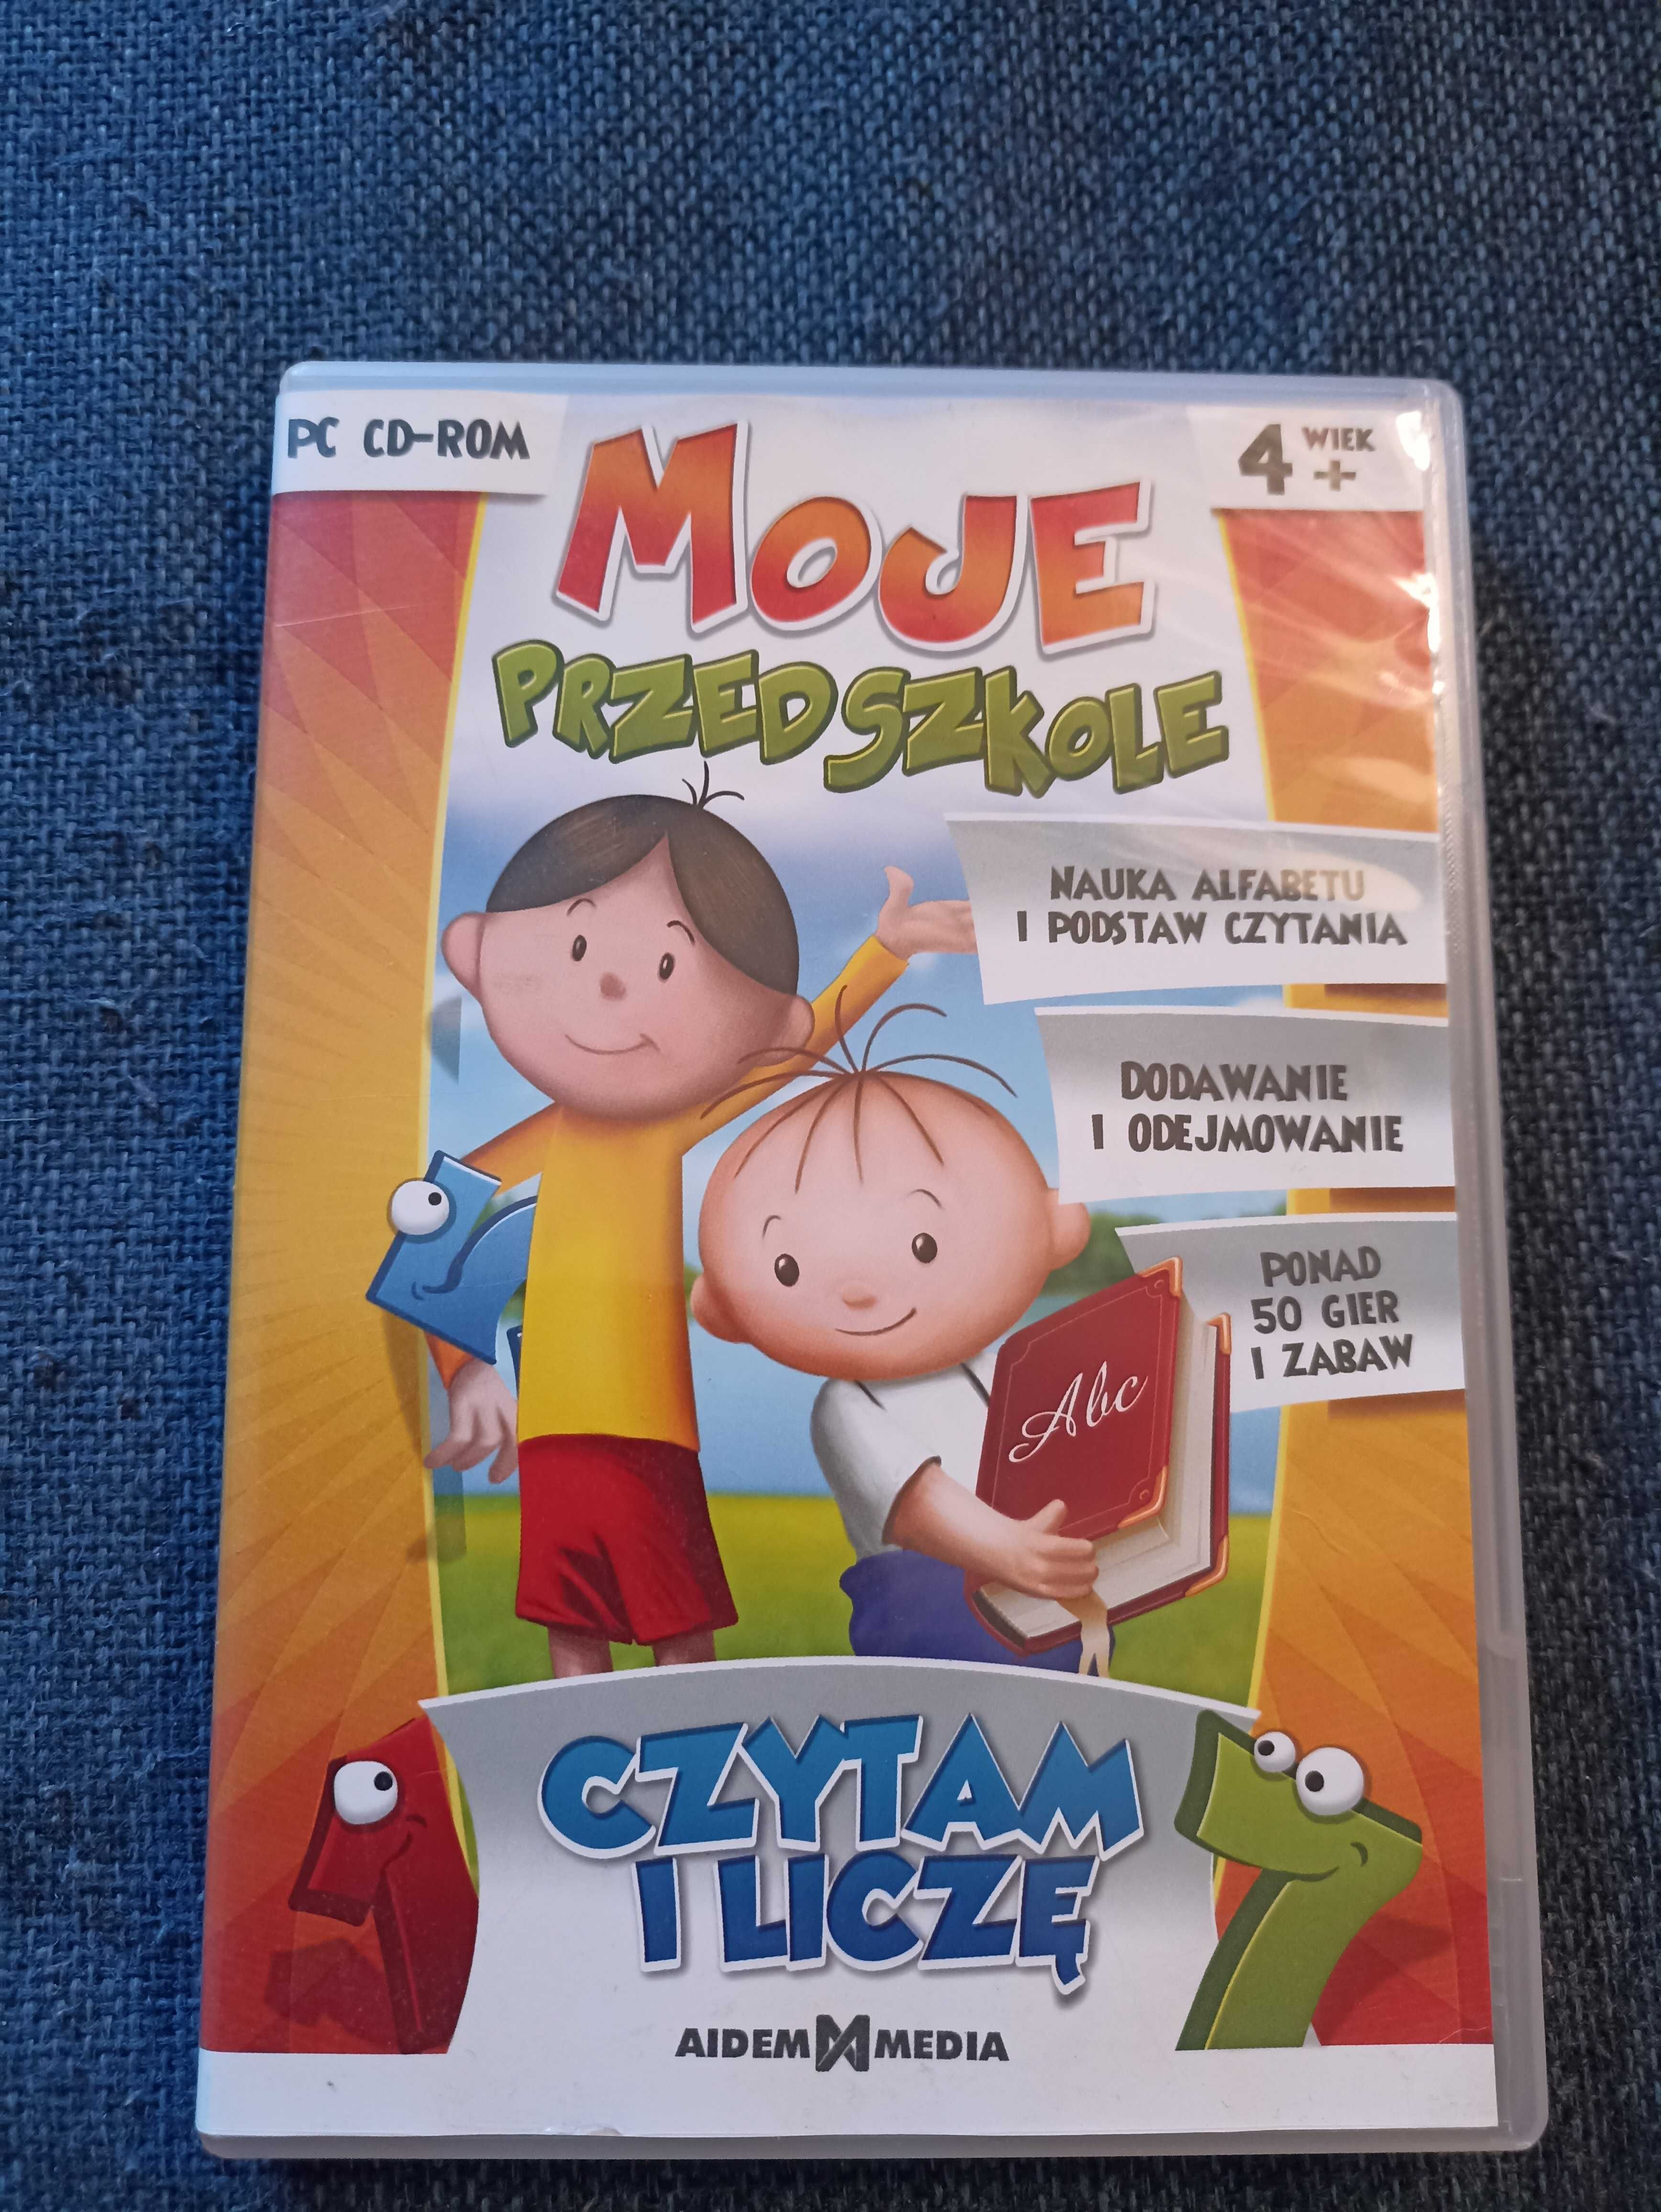 PC CD-ROM
4 WIEK +
MOJE
PRZEDSZKOLE
NAUKA ALFABETU
I PODSTAW CZYTANIA
DODAWANIE
I ODEJMOWANIE
PONAD
50 GIER
I ZABAW
Abc
CZYTAM
I LICZĘ
AIDEM MEDIA